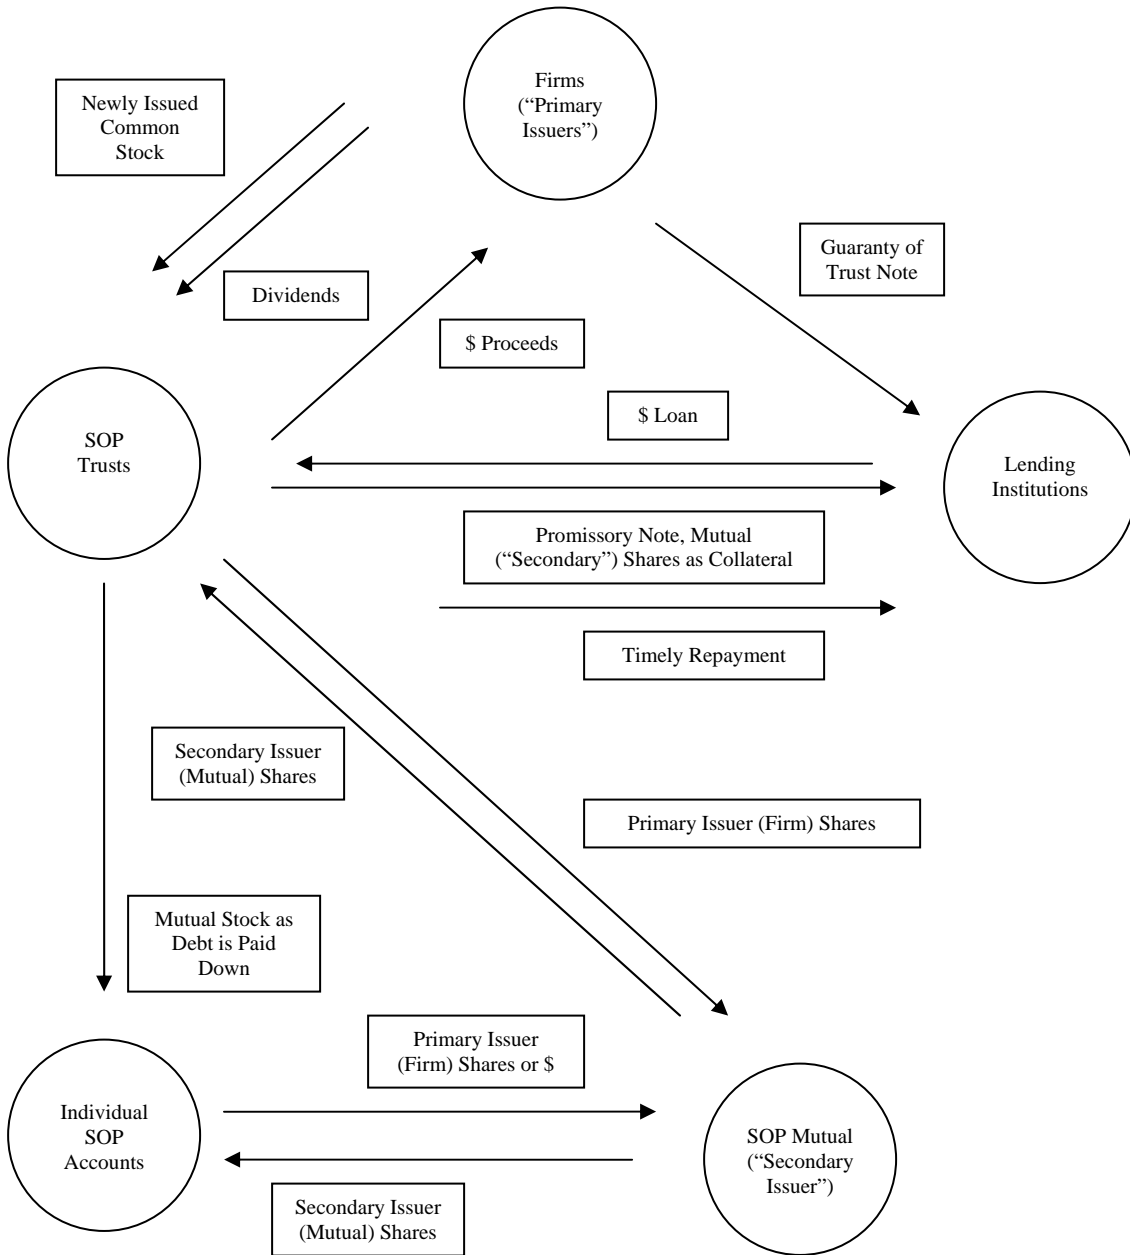 Firms
(“Primary
Issuers”)
Newly Issued
Common
Stock
Guaranty of
Trust Note
Dividends
$ Proceeds
$ Loan
SOP
Trusts
Lending
Institutions
Promissory Note, Mutual
(“Secondary”) Shares as Collateral
Timely Repayment
Secondary Issuer
(Mutual) Shares
Primary Issuer (Firm) Shares
Mutual Stock as
Debt is Paid
Down
Primary Issuer
(Firm) Shares or $
Individual
SOP
Accounts
SOP Mutual
(“Secondary
Issuer”)
Secondary Issuer
(Mutual) Shares